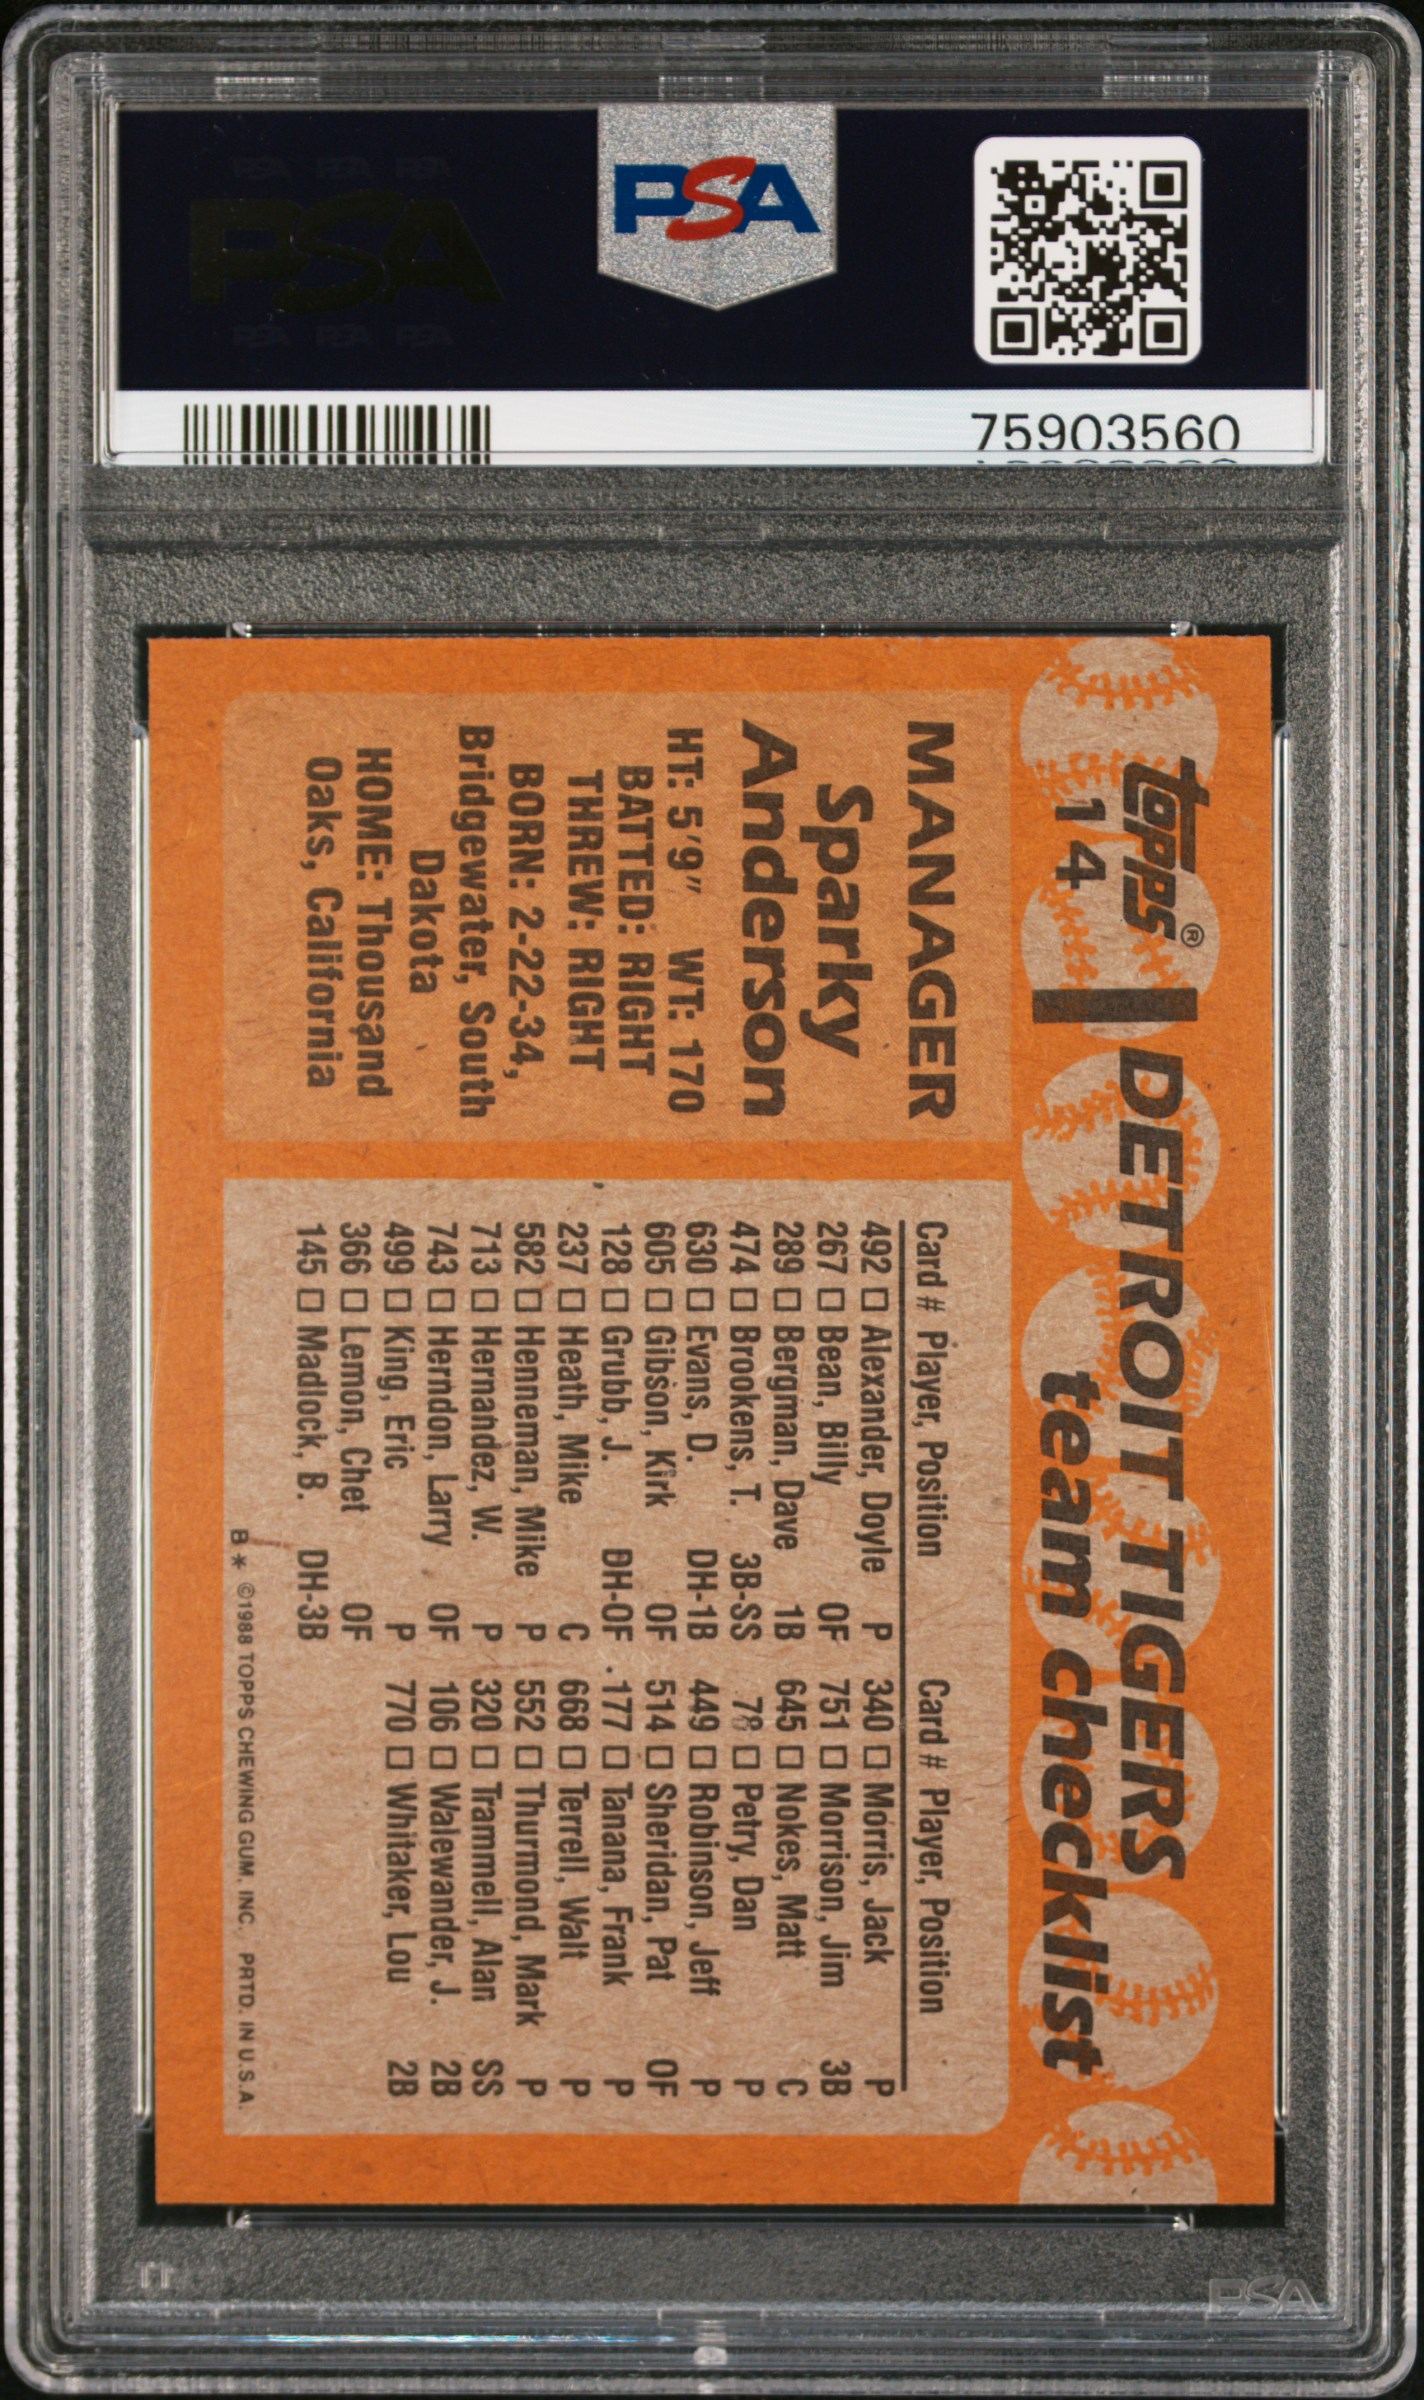 PSA
PSA
75903560
topps®
14
DETROIT TIGERS
team checklist
MANAGER
Sparky
Anderson
HT: 5'9" WT: 170
BATTED: RIGHT
THREW: RIGHT
BORN: 2-22-34,
Bridgewater, South
Dakota
HOME: Thousand
Oaks, California
Card # Player, Position
492 □ Alexander, Doyle P
267 □ Bean, Billy OF
289 □ Bergman, Dave 1B
474 □ Brookens, T. 3B-SS
630 □ Evans, D. DH-1B
605 □ Gibson, Kirk OF
128 □ Grubb, J. DH-OF
237 □ Heath, Mike C
582 □ Henneman, Mike P
713 □ Hernandez, W. P
743 □ Herndon, Larry OF
499 □ King, Eric P
366 □ Lemon, Chet OF
145 □ Madlock, B. DH-3B
Card # Player, Position
340 □ Morris, Jack P
751 □ Morrison, Jim 3B
645 □ Nokes, Matt C
78 □ Petry, Dan P
449 □ Robinson, Jeff P
514 □ Sheridan, Pat OF
177 □ Tanana, Frank P
668 □ Terrell, Walt P
552 □ Thurmond, Mark P
320 □ Trammell, Alan SS
106 □ Walewander, J. 2B
770 □ Whitaker, Lou 2B
B * ©1988 TOPPS CHEWING GUM, INC. PRTD. IN U.S.A.
PSA